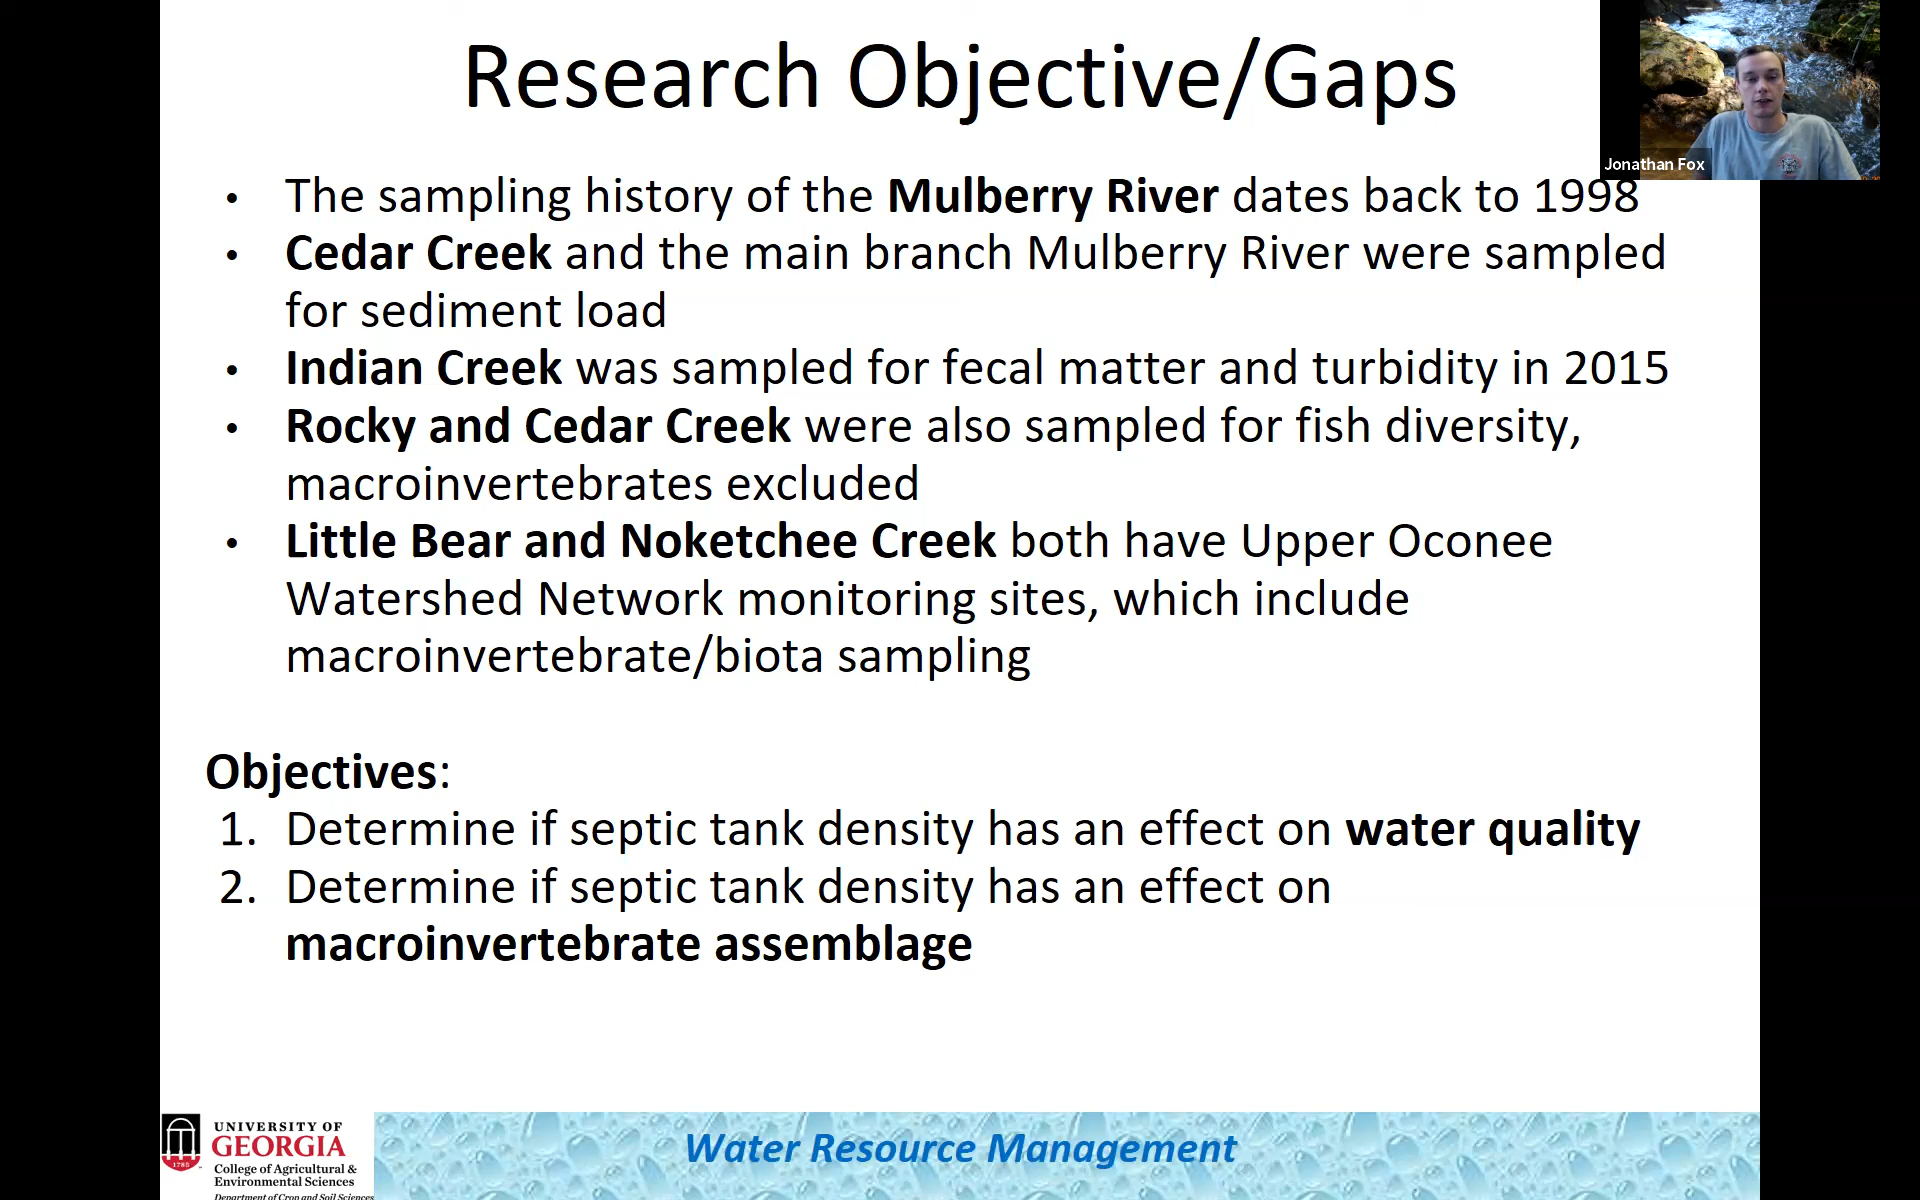 Research Objective/Gaps
Jonathan Fox
• The sampling history of the Mulberry River dates back to 1998
• Cedar Creek and the main branch Mulberry River were sampled
for sediment load
• Indian Creek was sampled for fecal matter and turbidity in 2015
• Rocky and Cedar Creek were also sampled for fish diversity,
macroinvertebrates excluded
• Little Bear and Noketchee Creek both have Upper Oconee
Watershed Network monitoring sites, which include
macroinvertebrate/biota sampling
Objectives:
1. Determine if septic tank density has an effect on water quality
2. Determine if septic tank density has an effect on
macroinvertebrate assemblage
1785
UNIVERSITY OF
GEORGIA
College of Agricultural &
Environmental Sciences
Department of Crop and Soil Sciences
Water Resource Management